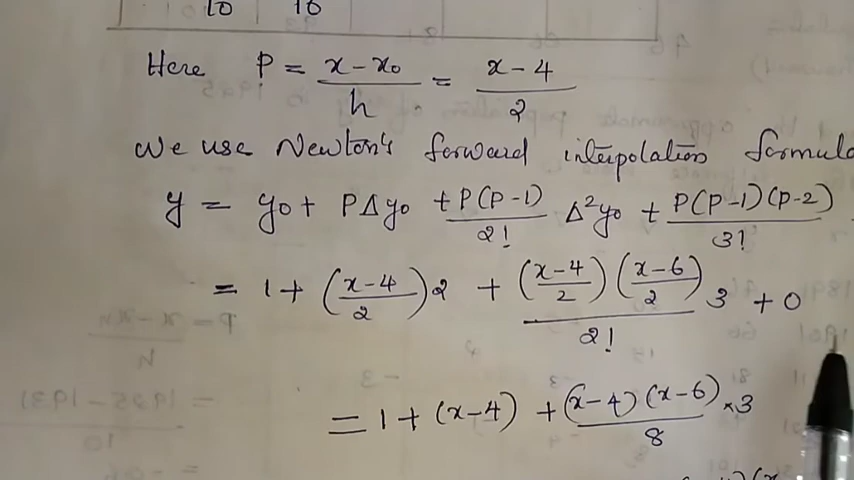 10 10
Here P = x - x₀ / h = x - 4 / 2
We use Newton's forward interpolation formula
y = y₀ + PΔy₀ + P(P-1) / 2! Δ²y₀ + P(P-1)(P-2) / 3!
= 1 + (x-4 / 2) 2 + (x-4 / 2)(x-6 / 2) / 2! 3 + 0
= 1 + (x-4) + (x-4)(x-6) / 8 × 3